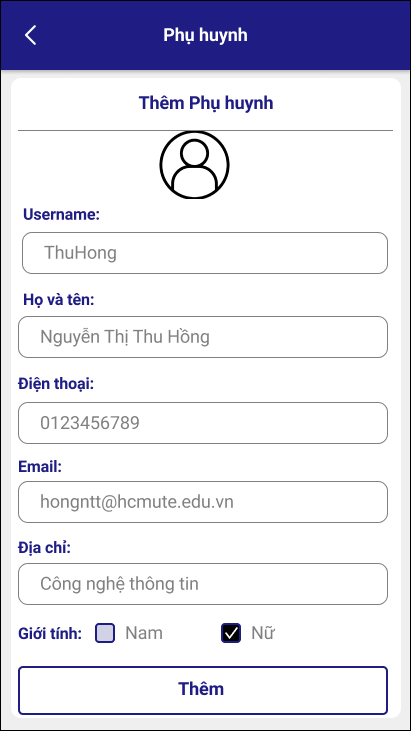 Phụ huynh
Thêm Phụ huynh
Username:
ThuHong
Họ và tên:
Nguyễn Thị Thu Hồng
Điện thoại:
0123456789
Email:
hongntt@hcmute.edu.vn
Địa chỉ:
Công nghệ thông tin
Giới tính: Nam Nữ
Thêm